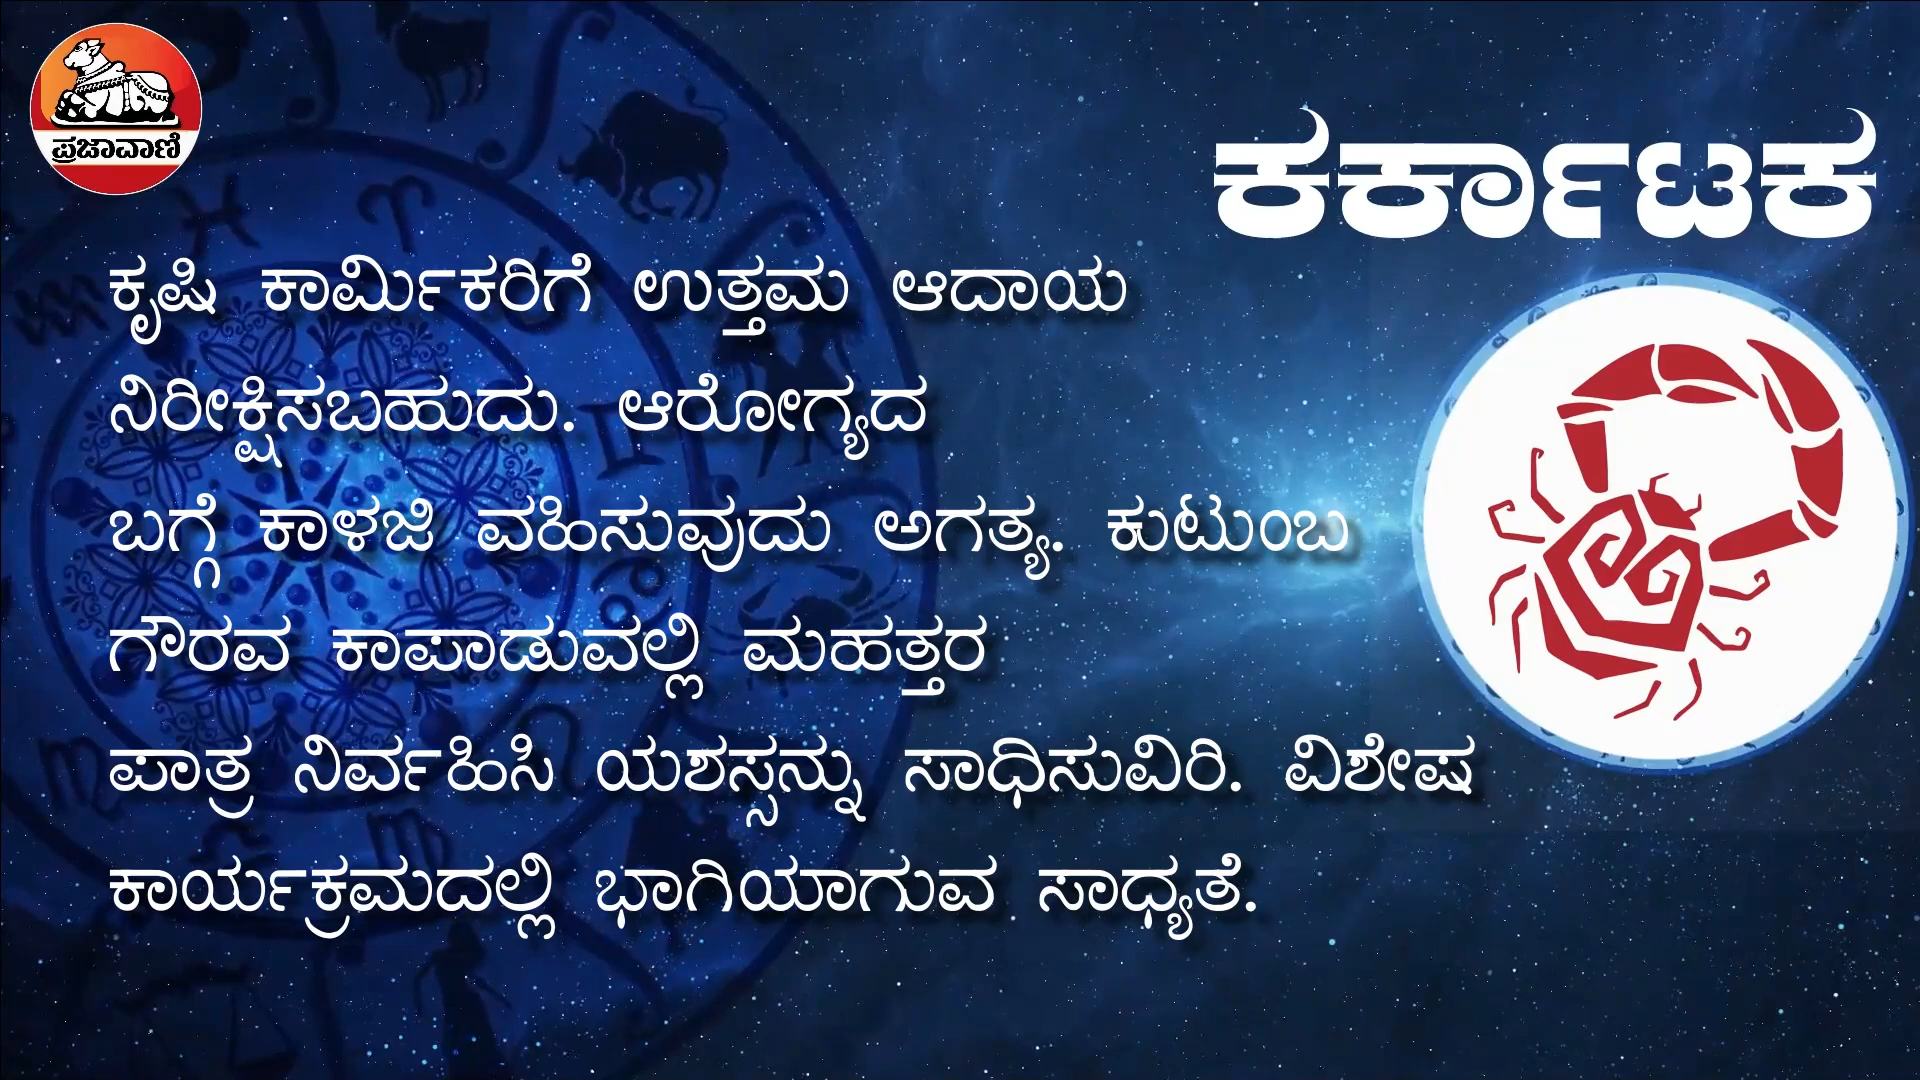 ಪ್ರಜಾವಾಣಿ
ಕರ್ಕಾಟಕ
ಕೃಷಿ ಕಾರ್ಮಿಕರಿಗೆ ಉತ್ತಮ ಆದಾಯ
ನಿರೀಕ್ಷಿಸಬಹುದು. ಆರೋಗ್ಯದ
ಬಗ್ಗೆ ಕಾಳಜಿ ವಹಿಸುವುದು ಅಗತ್ಯ. ಕುಟುಂಬ
ಗೌರವ ಕಾಪಾಡುವಲ್ಲಿ ಮಹತ್ತರ
ಪಾತ್ರ ನಿರ್ವಹಿಸಿ ಯಶಸ್ಸನ್ನು ಸಾಧಿಸುವಿರಿ. ವಿಶೇಷ
ಕಾರ್ಯಕ್ರಮದಲ್ಲಿ ಭಾಗಿಯಾಗುವ ಸಾಧ್ಯತೆ.